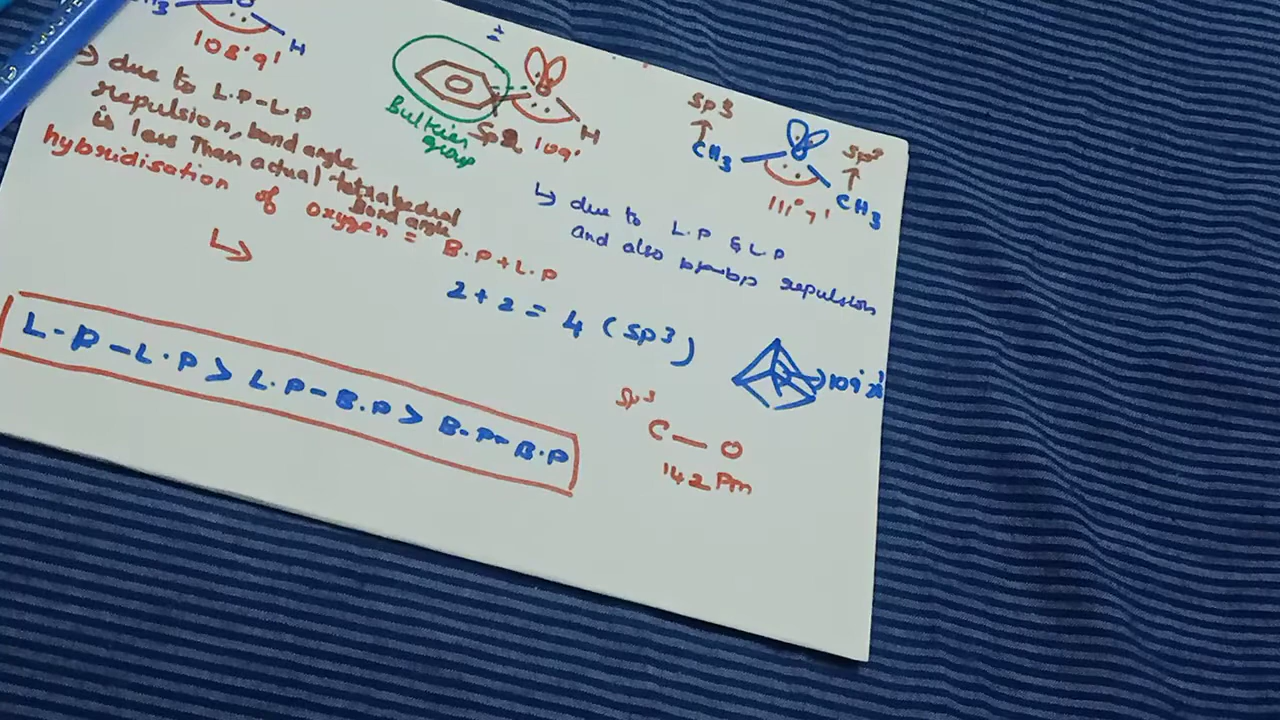 H
108°9'
→ due to L.P-L.P
repulsion, bond angle
is less than actual tetrahedral
bond angle
hybridisation of oxygen = B.P+L.P
2+2=4 (sp3)
Bulkier
group
sp2
109°
H
sp3
CH3
sp3
CH3
111°7'
↳ due to L.P & L.P
and also bp-bp repulsion
L.P-L.P > L.P-B.P > B.P-B.P
sp3
C—O
142 Pm